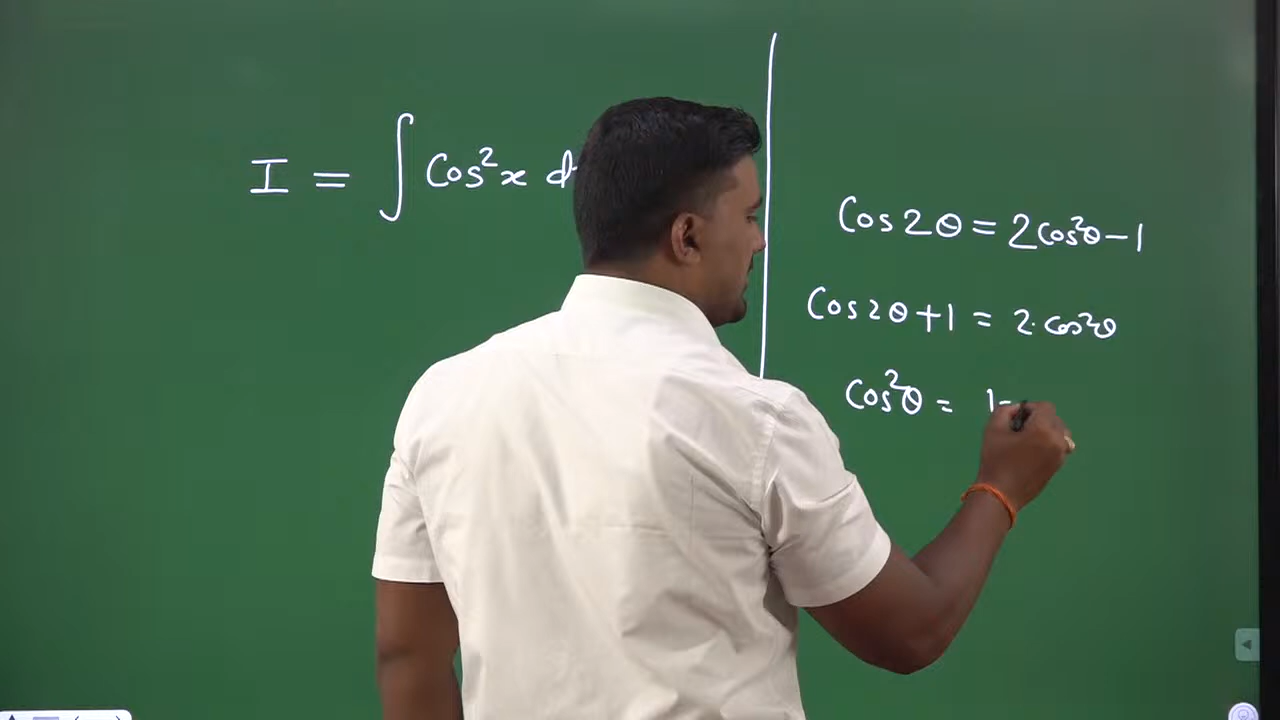 I = ∫ Cos²x d
Cos 2θ = 2cos²θ – 1
Cos 2θ + 1 = 2. cos²θ
Cos²θ = 1